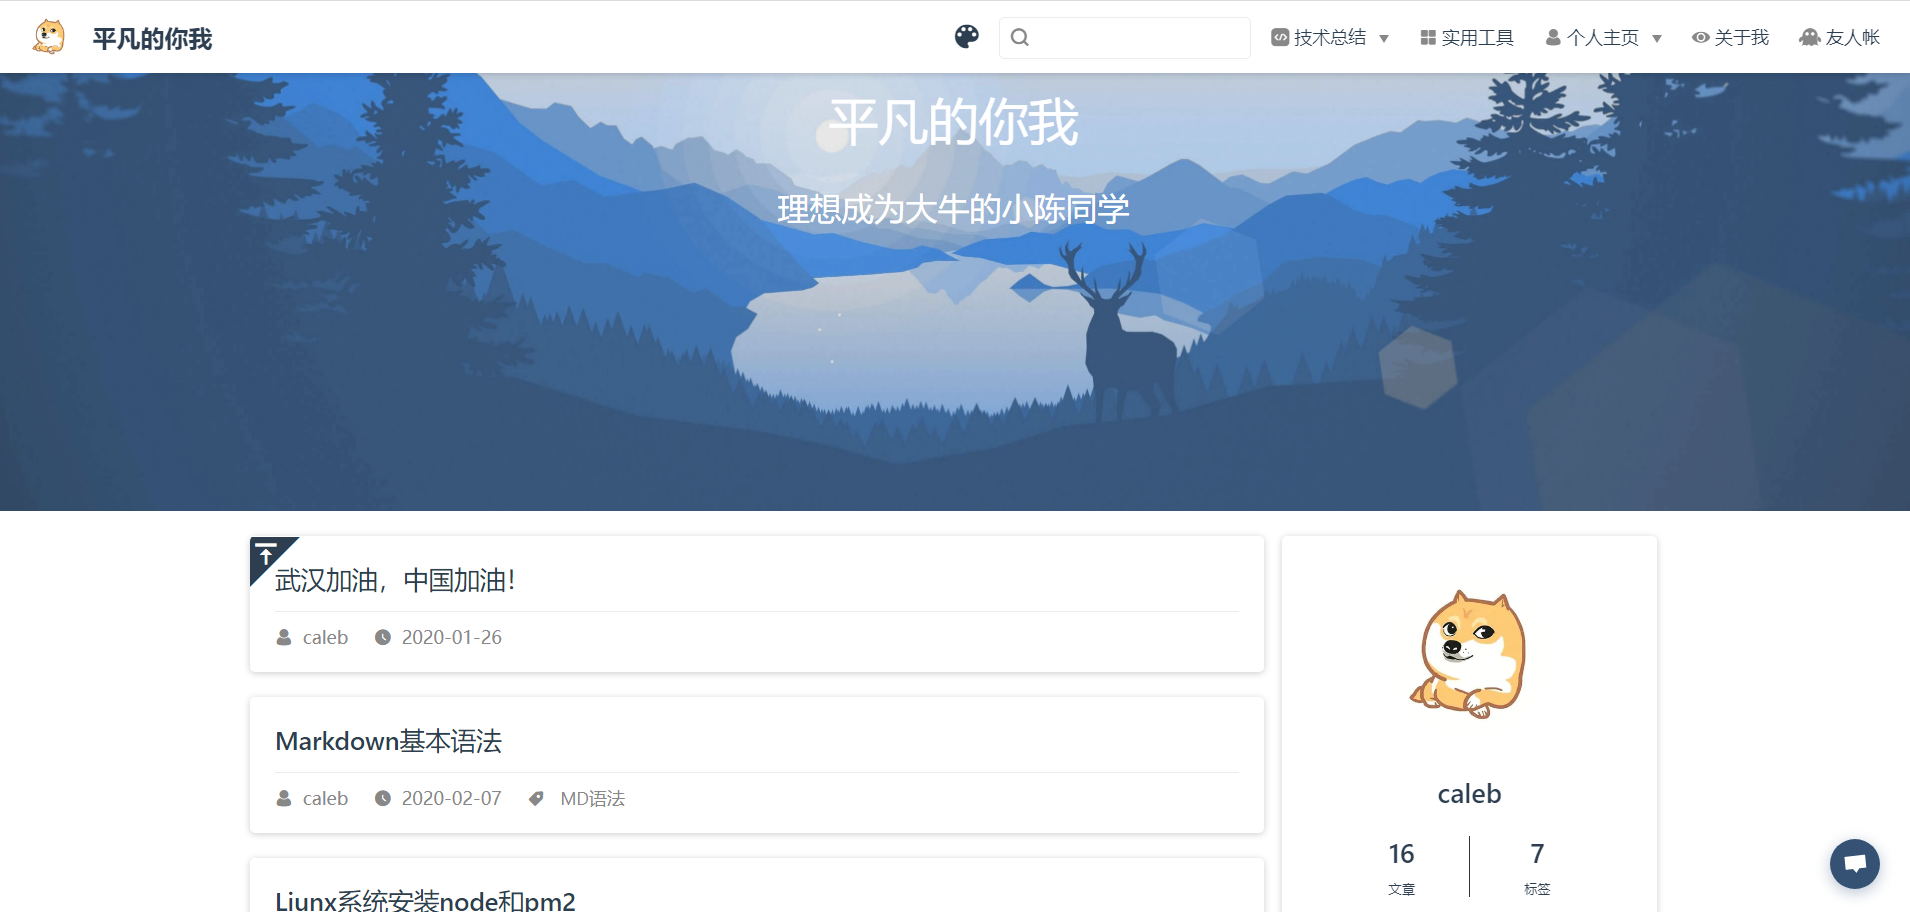 平凡的你我
技术总结 实用工具 个人主页 关于我 友人帐
平凡的你我
理想成为大牛的小陈同学
武汉加油，中国加油！
caleb 2020-01-26
Markdown基本语法
caleb 2020-02-07 MD语法
Liunx系统安装node和pm2
caleb
16 7
文章 标签